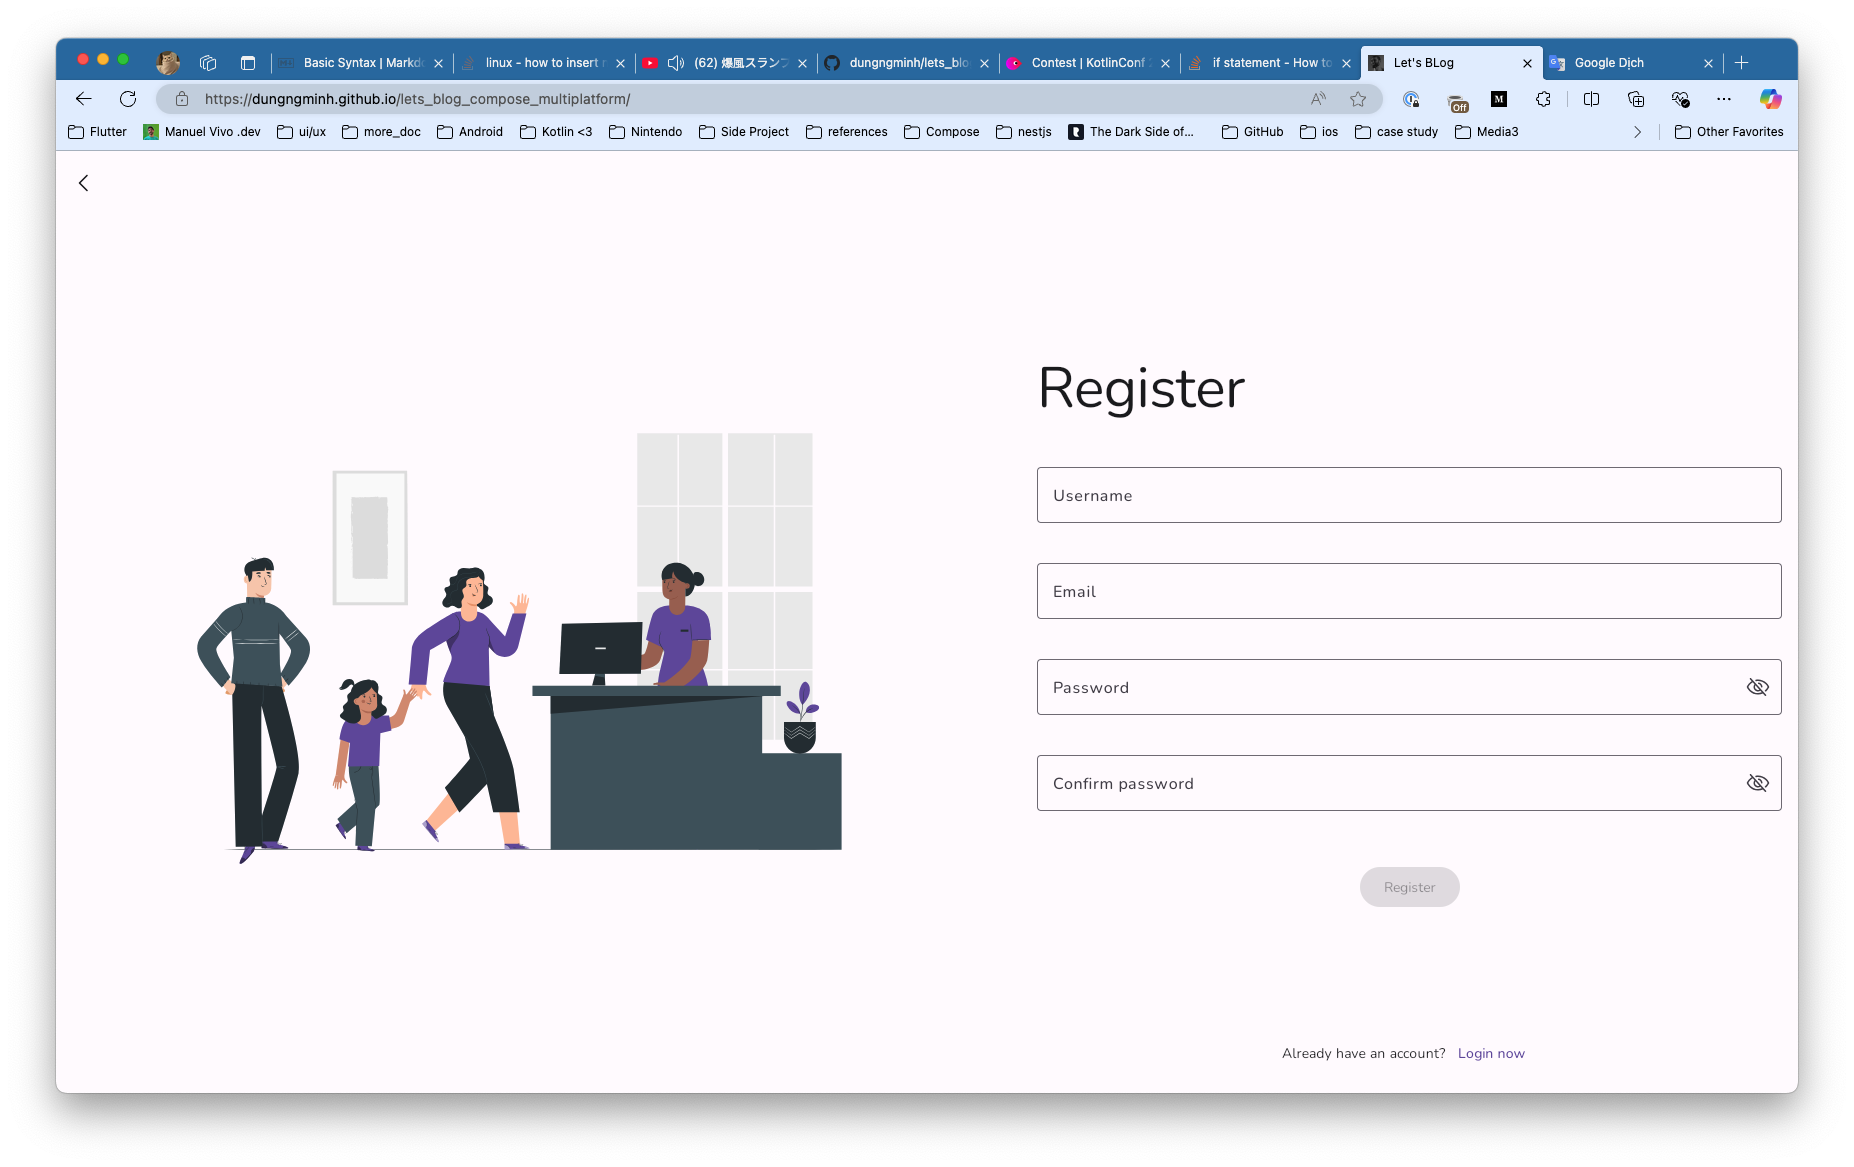 Basic Syntax | Markd
linux - how to insert
(62) 爆風スランプ
dungngminh/lets_blo
Contest | KotlinConf
if statement - How to
Let's BLog
Google Dịch
https://dungngminh.github.io/lets_blog_compose_multiplatform/
A
Off
M
Flutter
Manuel Vivo .dev
ui/ux
more_doc
Android
Kotlin <3
Nintendo
Side Project
references
Compose
nestjs
The Dark Side of...
GitHub
ios
case study
Media3
Other Favorites
Register
Username
Email
Password
Confirm password
Register
Already have an account? Login now